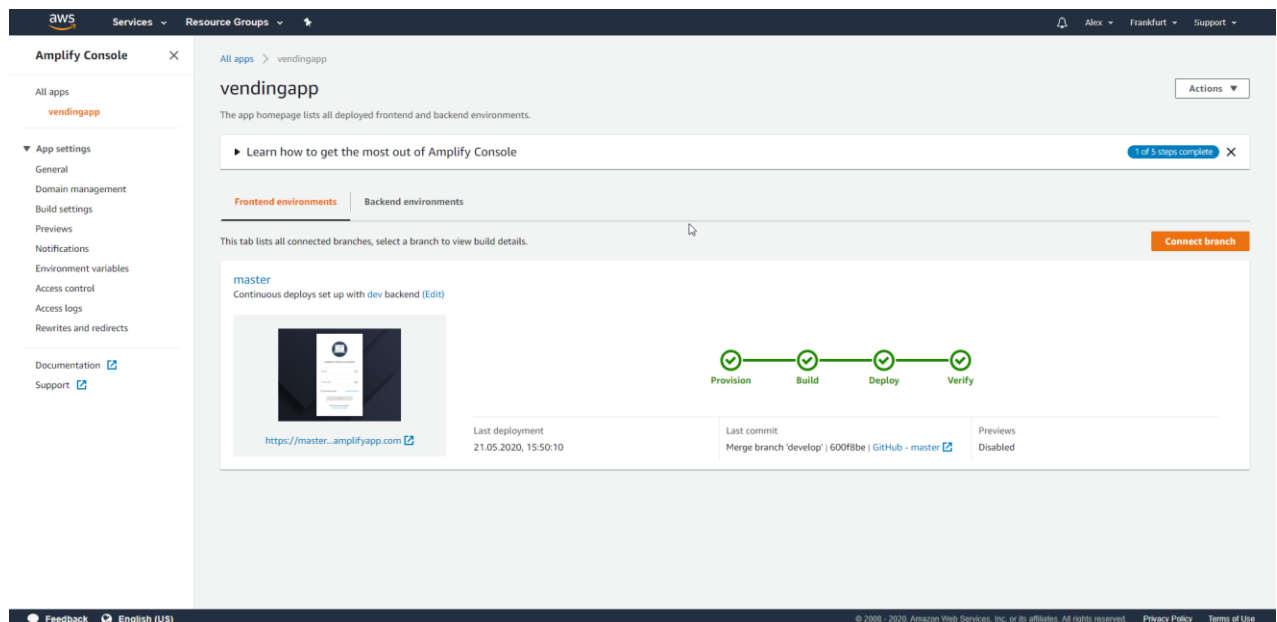 aws Services Resource Groups Alex Frankfurt Support
Amplify Console
All apps
vendingapp
App settings
General
Domain management
Build settings
Previews
Notifications
Environment variables
Access control
Access logs
Rewrites and redirects
Documentation
Support
All apps > vendingapp
vendingapp
Actions
The app homepage lists all deployed frontend and backend environments.
Learn how to get the most out of Amplify Console 1 of 5 steps complete
Frontend environments Backend environments
This tab lists all connected branches, select a branch to view build details.
Connect branch
master
Continuous deploys set up with dev backend (Edit)
Provision Build Deploy Verify
https://master...amplifyapp.com
Last deployment
21.05.2020, 15:50:10
Last commit
Merge branch 'develop' | 600f8be | GitHub - master
Previews
Disabled
Feedback English (US) © 2008 - 2020, Amazon Web Services, Inc. or its affiliates. All rights reserved. Privacy Policy Terms of Use